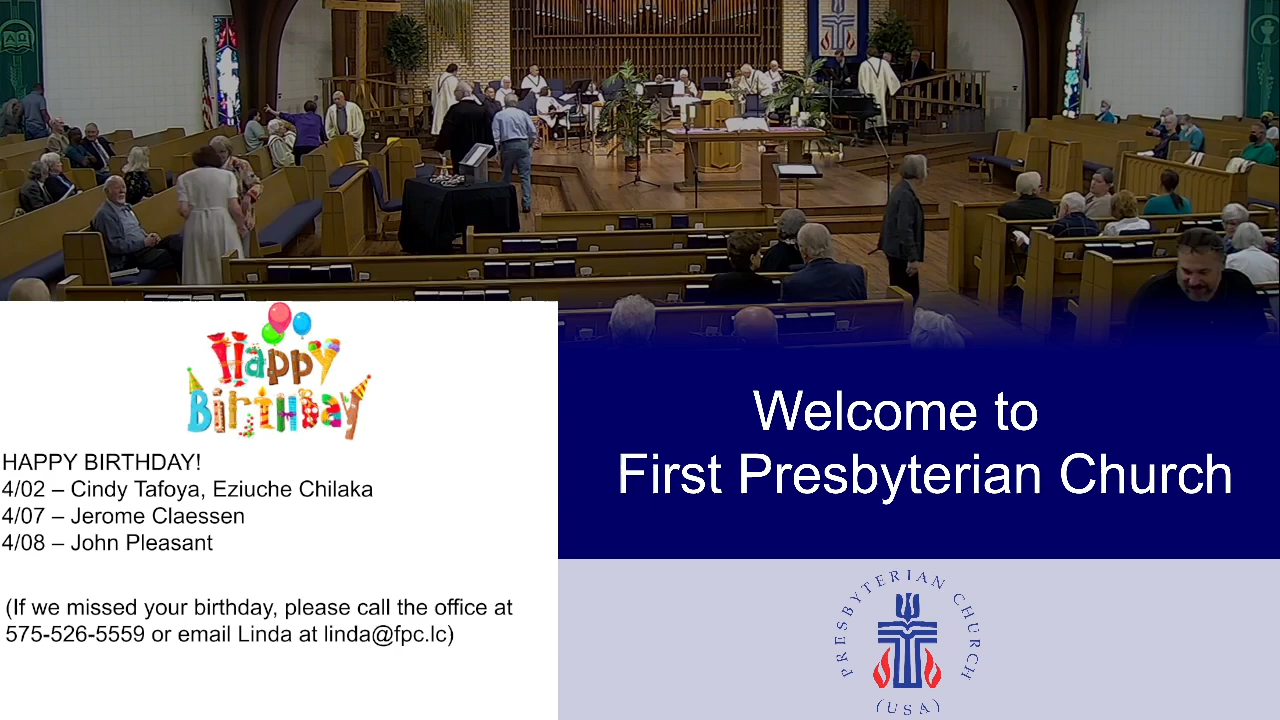 Happy
Birthday
HAPPY BIRTHDAY!
4/02 – Cindy Tafoya, Eziuche Chilaka
4/07 – Jerome Claessen
4/08 – John Pleasant
(If we missed your birthday, please call the office at
575-526-5559 or email Linda at linda@fpc.lc)
Welcome to
First Presbyterian Church
PRESBYTERIAN CHURCH
(USA)